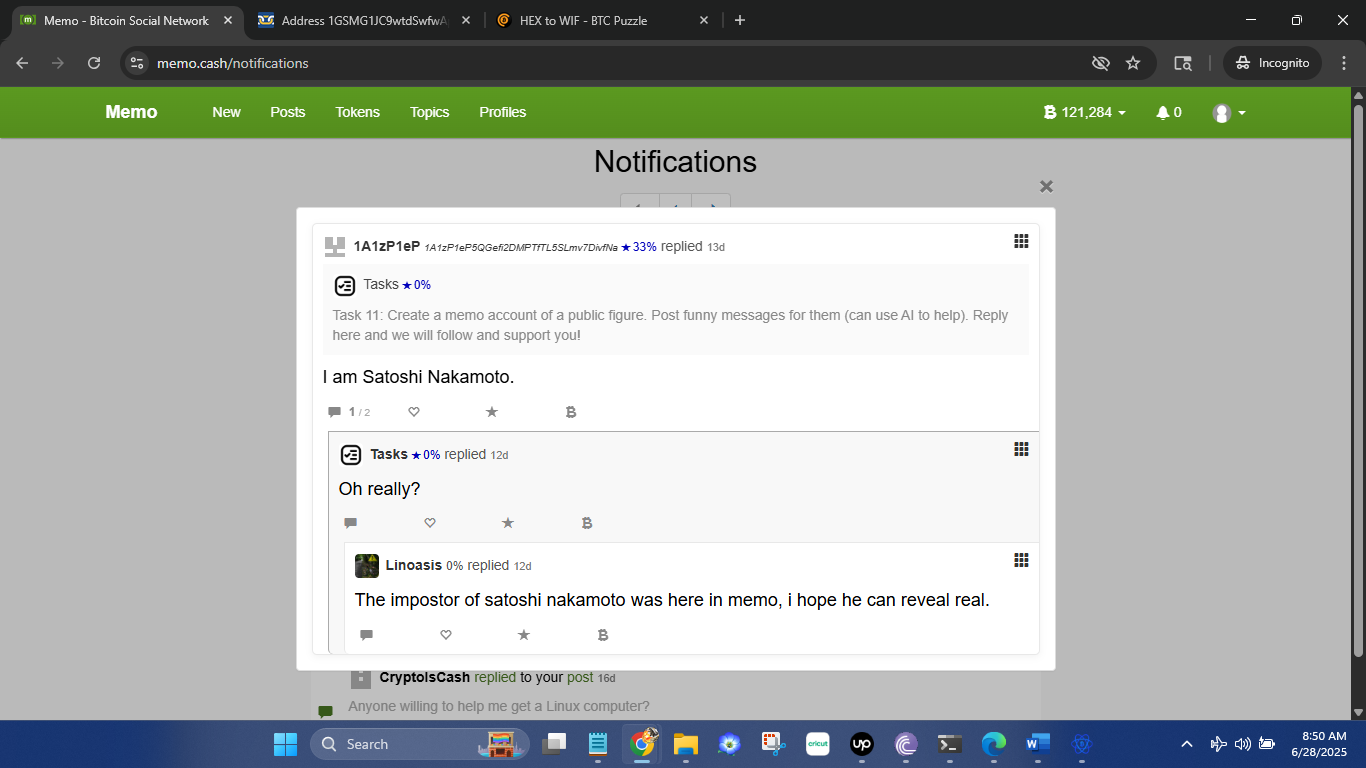 Memo - Bitcoin Social Network
Address 1GSMG1JC9wtdSwfwA
HEX to WIF - BTC Puzzle
memo.cash/notifications
Incognito
Memo New Posts Tokens Topics Profiles 121,284 0
Notifications
1A1zP1eP 1A1zP1eP5QGefi2DMPTfTL5SLmv7DivfNa ★33% replied 13d
Tasks ★0%
Task 11: Create a memo account of a public figure. Post funny messages for them (can use AI to help). Reply
here and we will follow and support you!
I am Satoshi Nakamoto.
1 / 2
Tasks ★0% replied 12d
Oh really?
Linoasis 0% replied 12d
The impostor of satoshi nakamoto was here in memo, i hope he can reveal real.
CryptoIsCash replied to your post 16d
Anyone willing to help me get a Linux computer?
Search
cricut
up
8:50 AM
6/28/2025